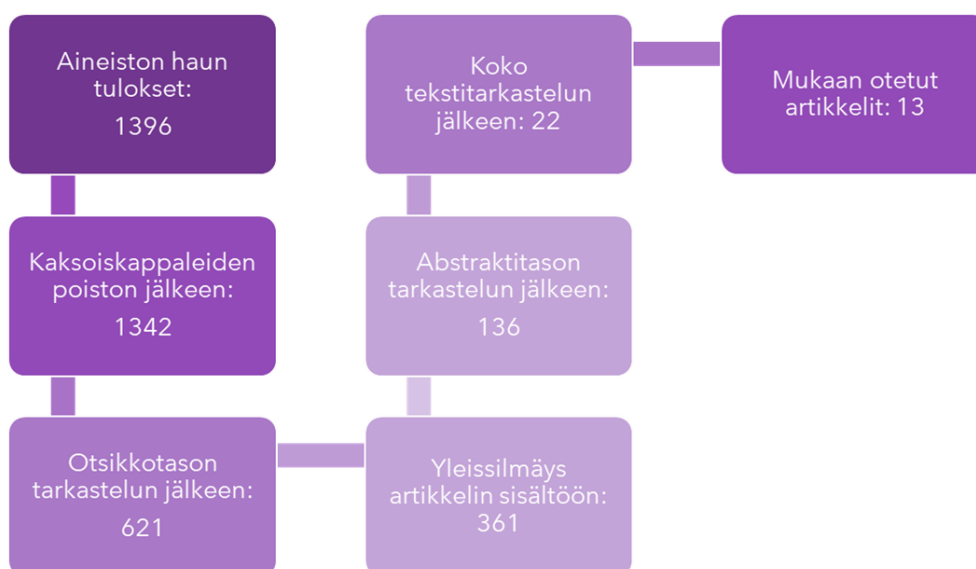 Aineiston haun
tulokset:
1396
Kaksoiskappaleiden
poiston jälkeen:
1342
Otsikkotason
tarkastelun jälkeen:
621
Yleissilmäys
artikkelin sisältöön:
361
Abstraktitason
tarkastelun jälkeen:
136
Koko
tekstitarkastelun
jälkeen: 22
Mukaan otetut
artikkelit: 13